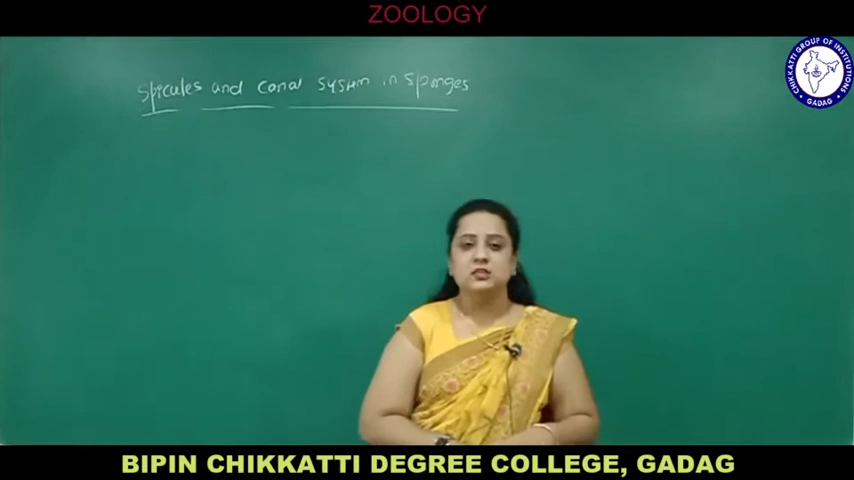 ZOOLOGY
Spicules and canal system in Sponges
CHIKKATTI GROUP OF INSTITUTIONS
GADAG
BIPIN CHIKKATTI DEGREE COLLEGE, GADAG